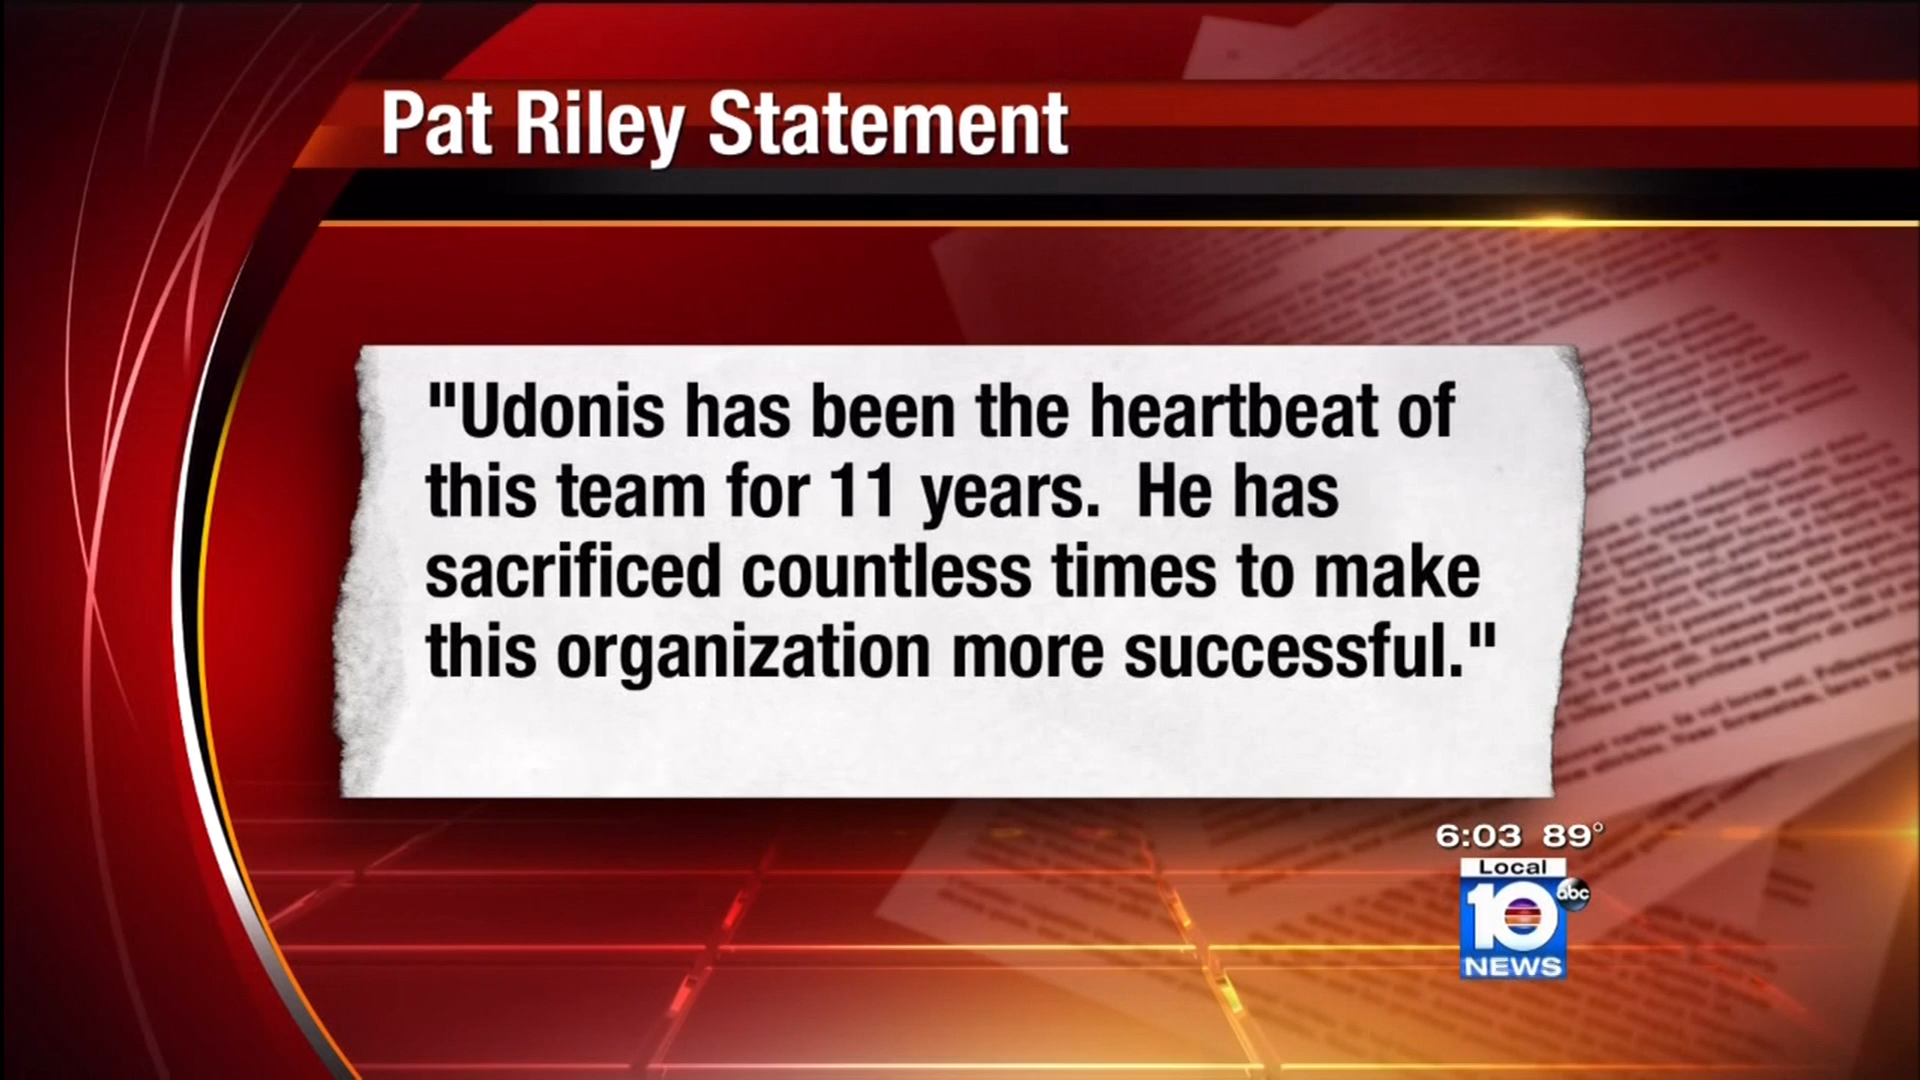 Pat Riley Statement
"Udonis has been the heartbeat of
this team for 11 years.  He has
sacrificed countless times to make
this organization more successful."
6:03 89°
Local
10 abc
NEWS